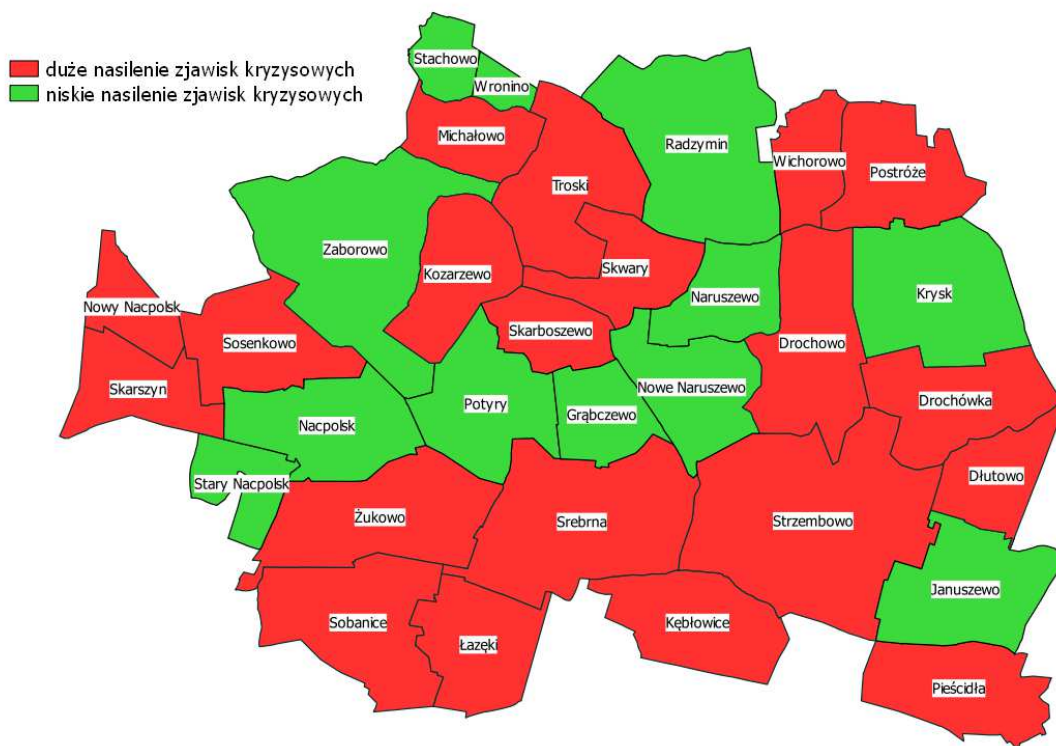 duże nasilenie zjawisk kryzysowych
niskie nasilenie zjawisk kryzysowych
Stachowo
Wronino
Michałowo
Radzymin
Wichorowo
Postróże
Troski
Zaborowo
Kozarzewo
Skwary
Naruszewo
Krysk
Nowy Nacpolsk
Sosenkowo
Skarboszewo
Drochowo
Skarszyn
Potyry
Grąbczewo
Nowe Naruszewo
Drochówka
Nacpolsk
Stary Nacpolsk
Dłutowo
Żukowo
Srebrna
Strzembowo
Januszewo
Sobanice
Łazęki
Kębłowice
Pieścidła